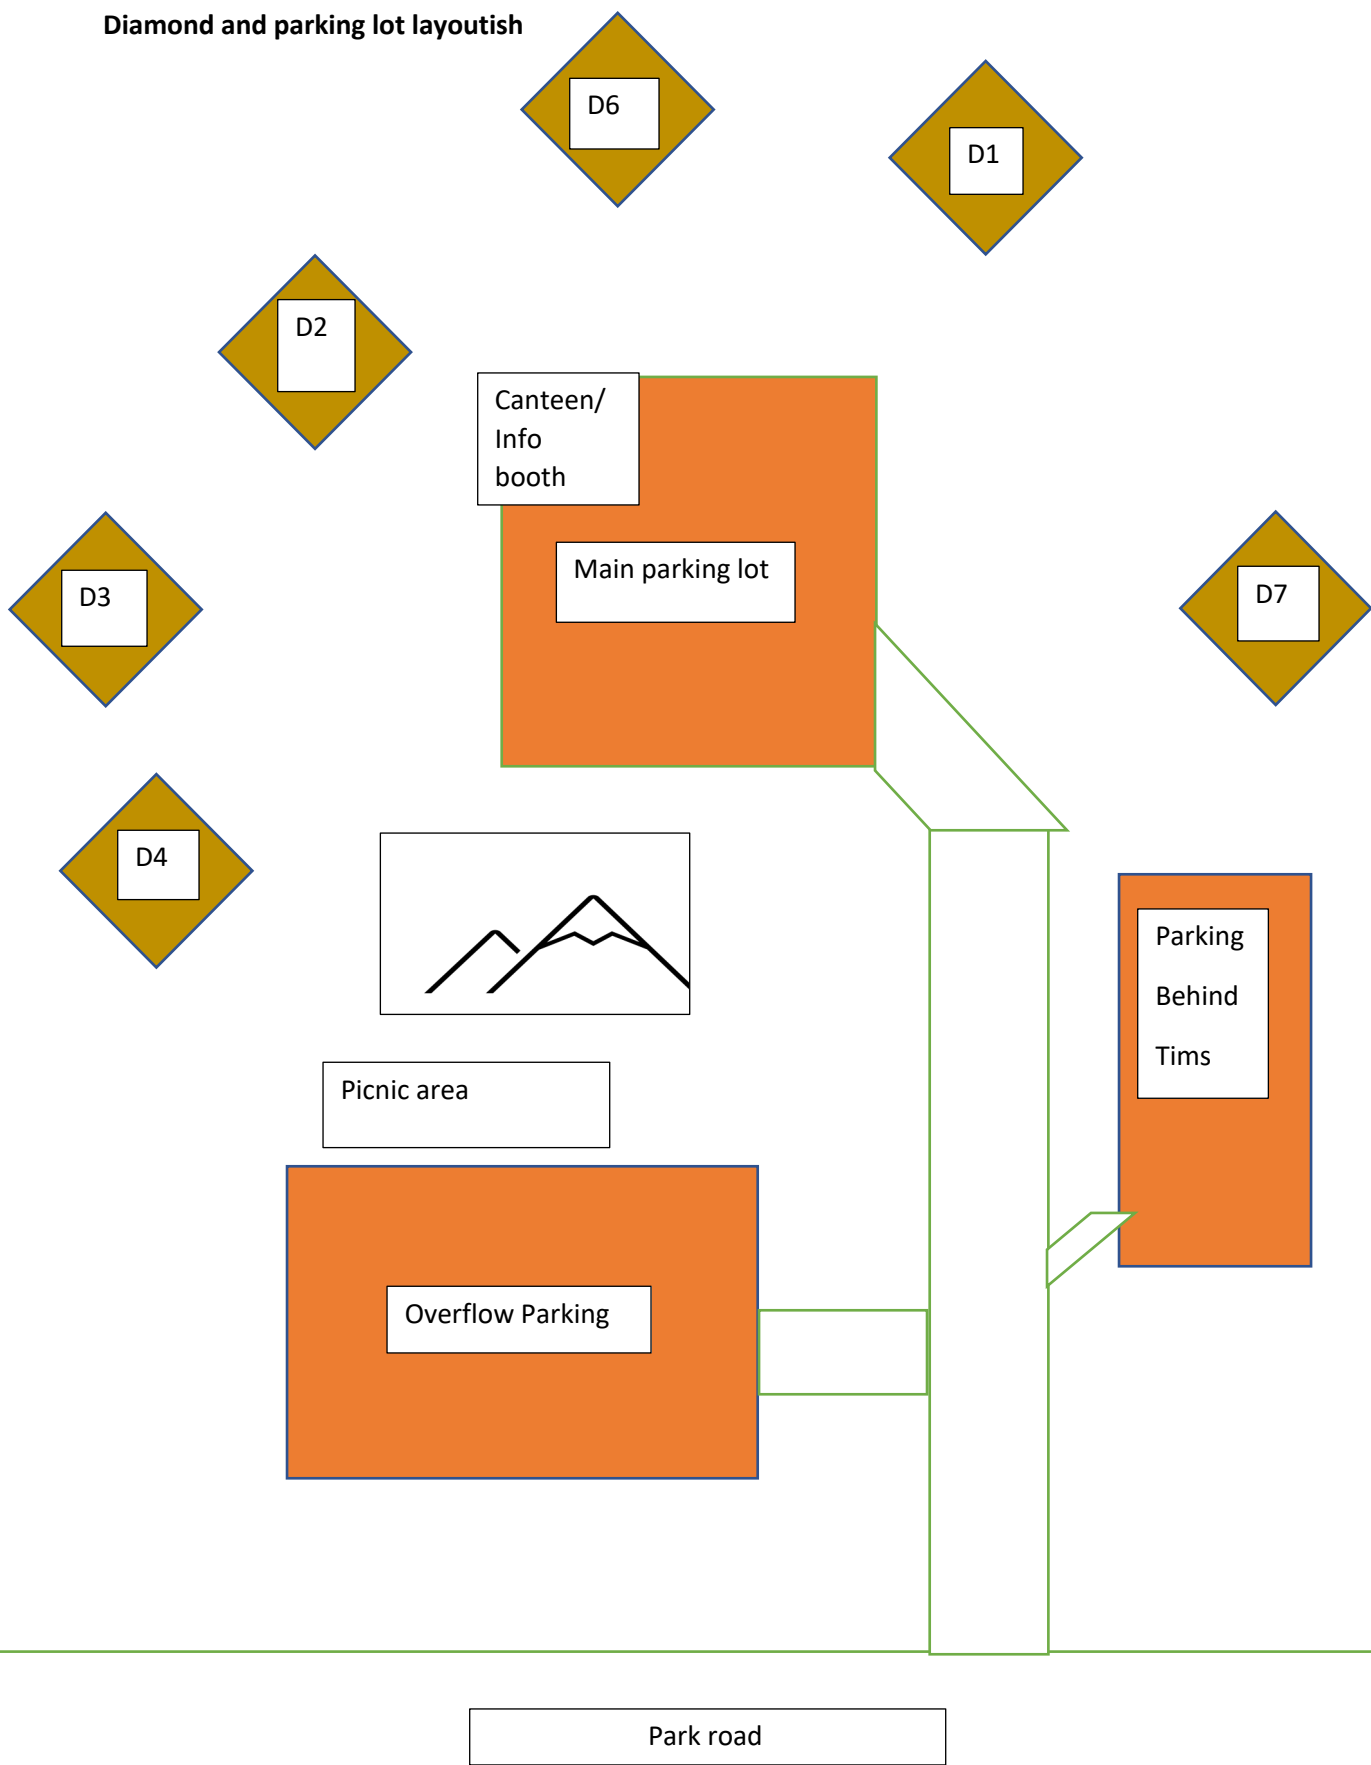 Diamond and parking lot layoutish
D6
D1
D2
Canteen/
Info
booth
Main parking lot
D3
D7
D4
Parking
Behind
Tims
Picnic area
Overflow Parking
Park road